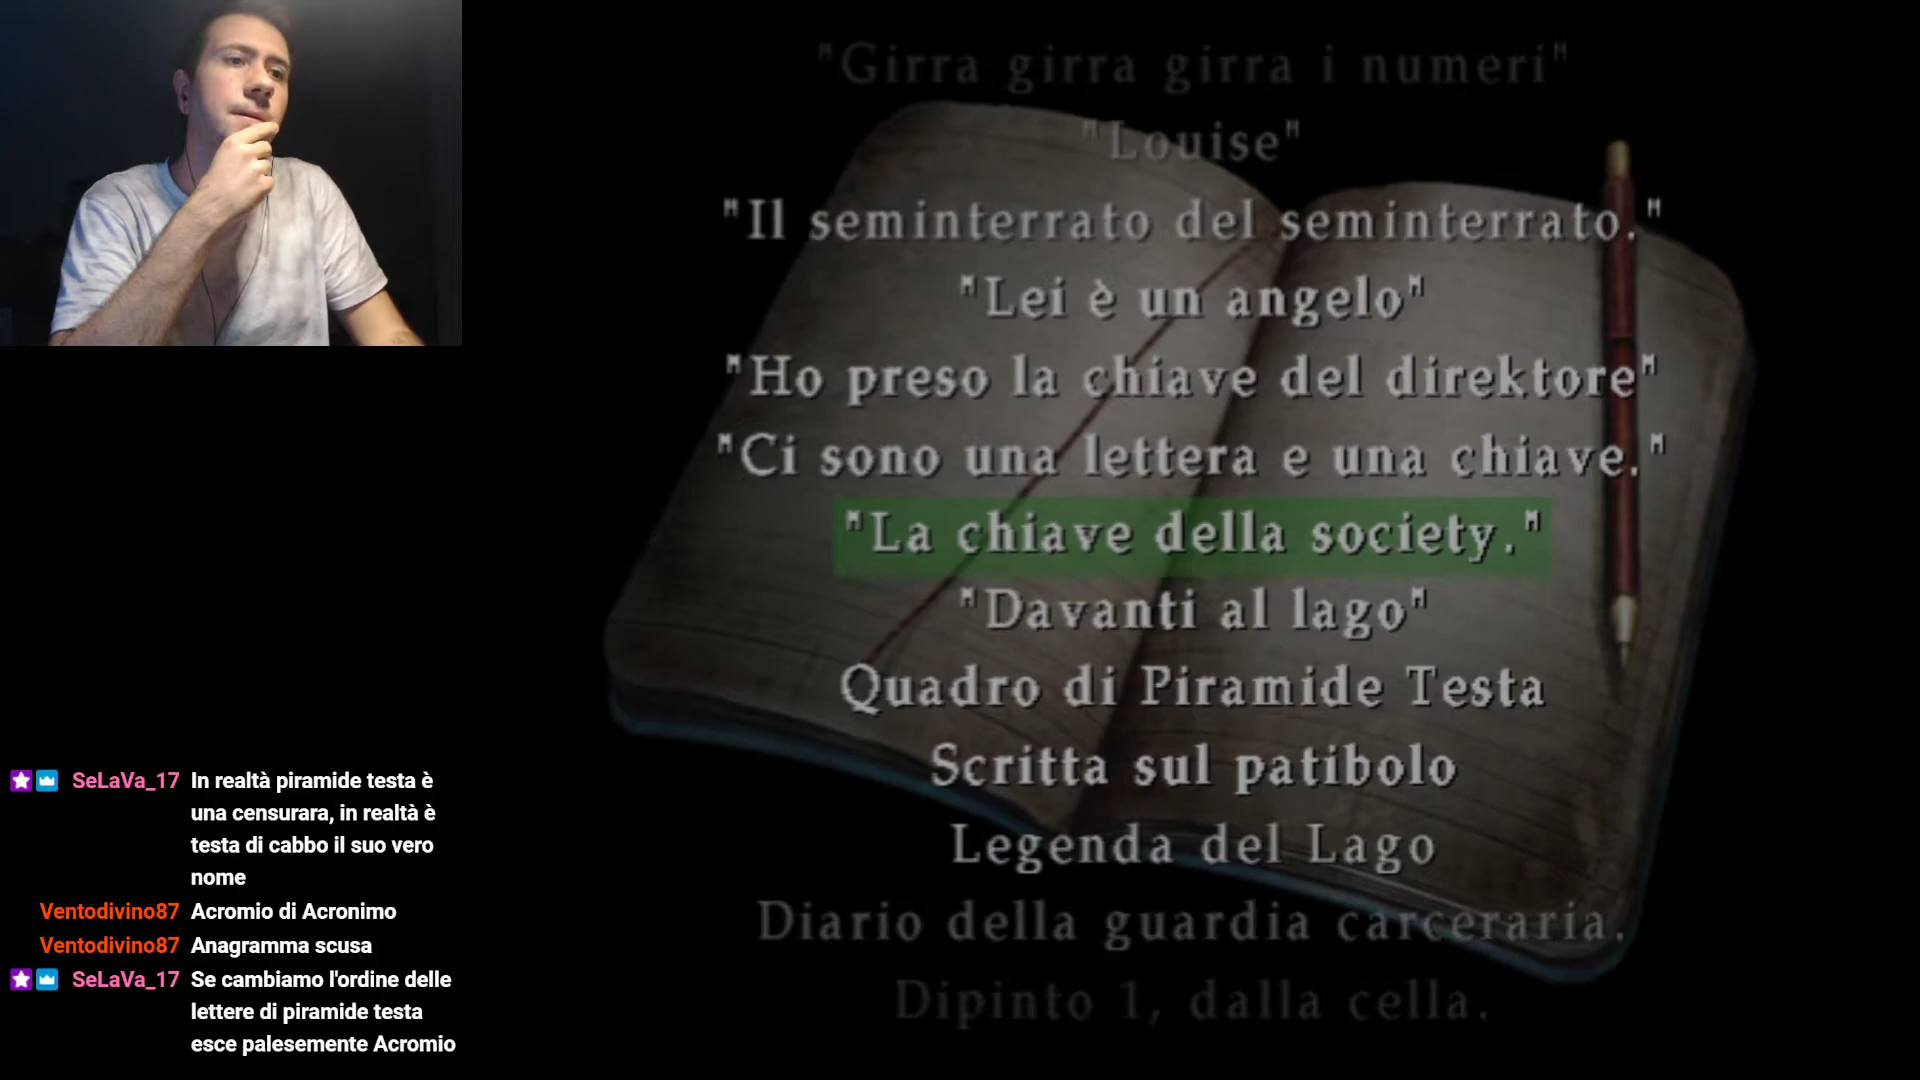 "Girra girra girra i numeri"
"Louise"
"Il seminterrato del seminterrato."
"Lei è un angelo"
"Ho preso la chiave del direktore"
"Ci sono una lettera e una chiave."
"La chiave della society."
"Davanti al lago"
Quadro di Piramide Testa
Scritta sul patibolo
Legenda del Lago
Diario della guardia carceraria.
Dipinto 1, dalla cella.
SeLaVa_17 In realtà piramide testa è
una censurara, in realtà è
testa di cabbo il suo vero
nome
Ventodivino87 Acromio di Acronimo
Ventodivino87 Anagramma scusa
SeLaVa_17 Se cambiamo l'ordine delle
lettere di piramide testa
esce palesemente Acromio